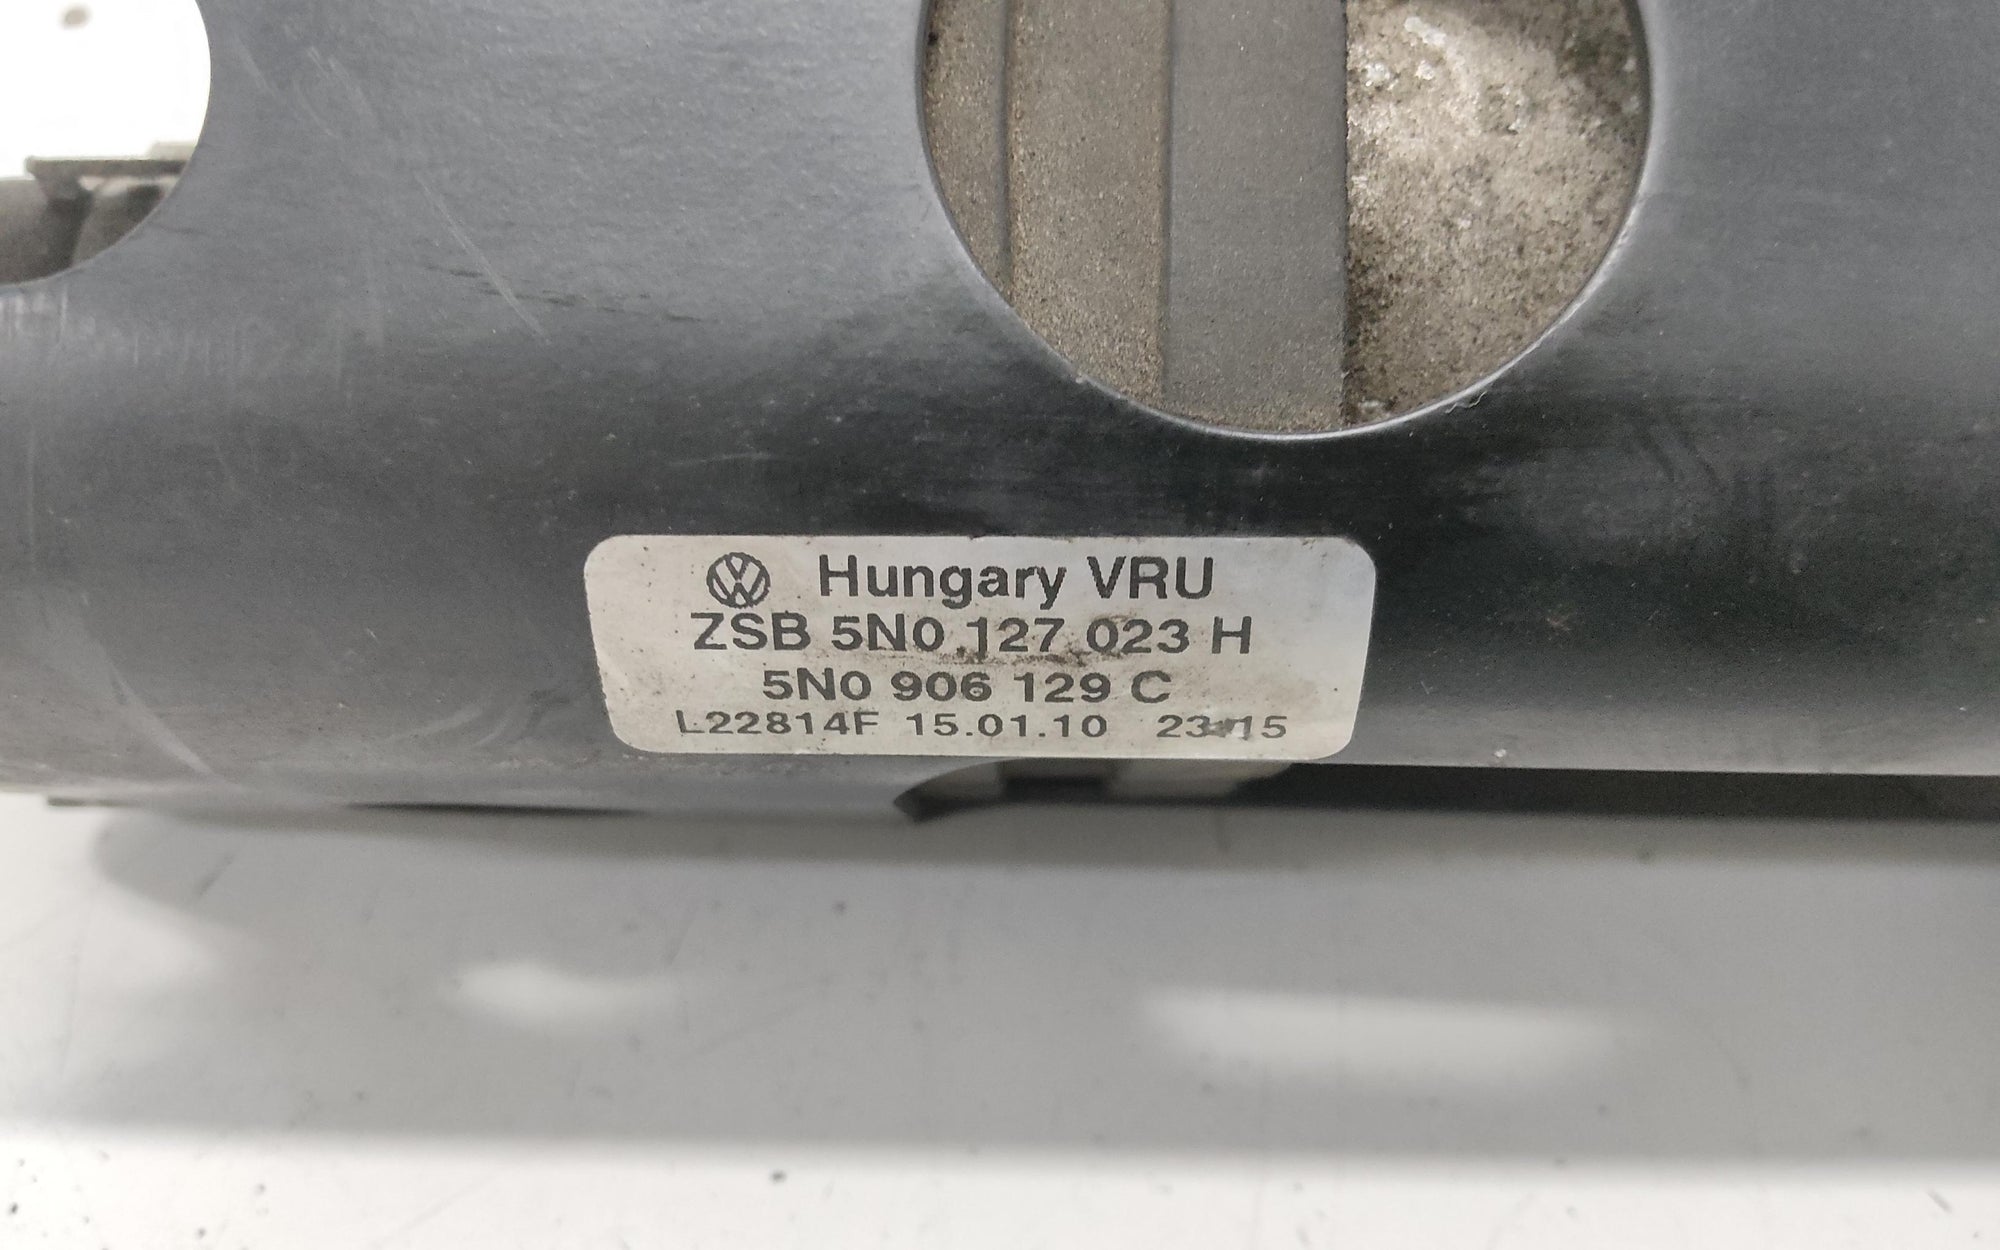 Hungary VRU
ZSB 5N0 127 023 H
5N0 906 129 C
L22814F 15.01.10 23:15